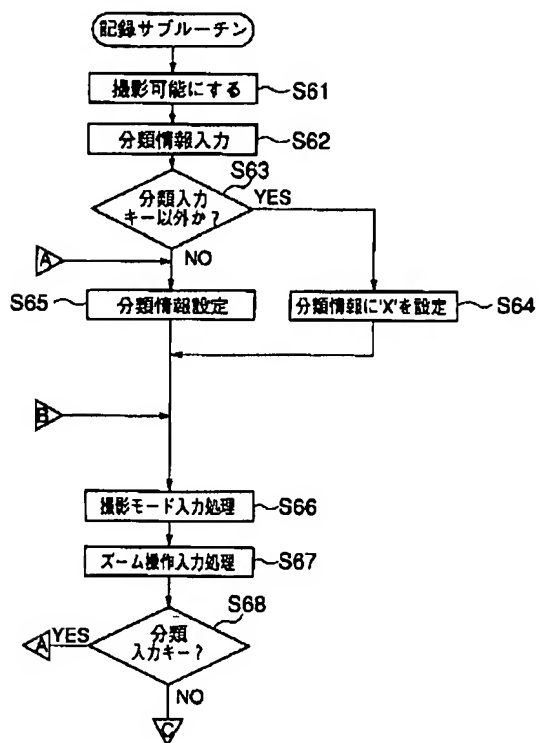 記録サブルーチン
撮影可能にする
S61
分類情報入力
S62
S63
分類入力
キー以外か?
YES
NO
A
S65
分類情報設定
分類情報に'X'を設定
S64
B
撮影モード入力処理
S66
ズーム操作入力処理
S67
S68
分類
入力キー?
A
YES
NO
C